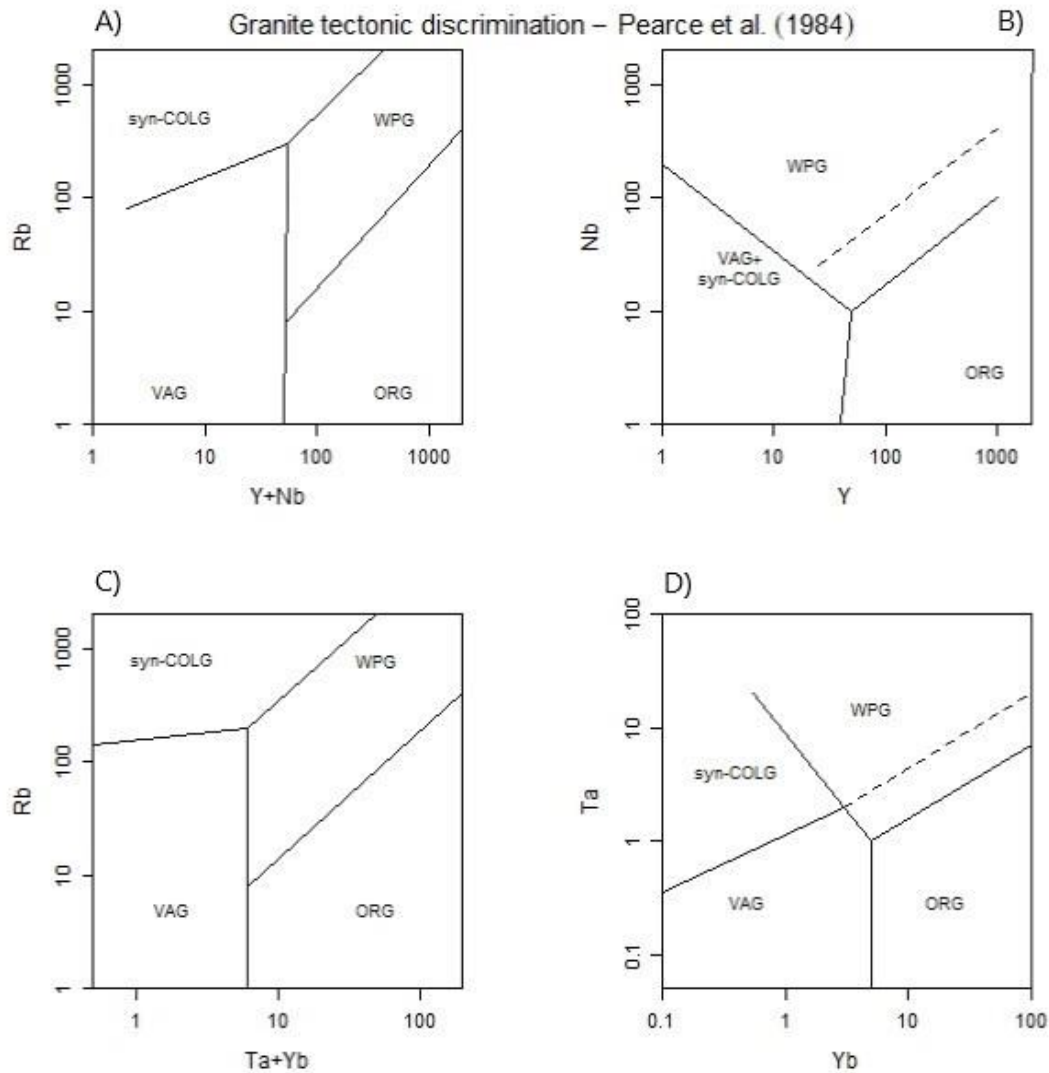 A)
Granite tectonic discrimination – Pearce et al. (1984)
B)
1000
100
10
1
Rb
syn-COLG
WPG
VAG
ORG
1
10
100
1000
Y+Nb
1000
100
10
1
Nb
WPG
VAG+
syn-COLG
ORG
1
10
100
1000
Y
C)
1000
100
10
1
Rb
syn-COLG
WPG
VAG
ORG
1
10
100
Ta+Yb
D)
100
10
1
0.1
Ta
WPG
syn-COLG
VAG
ORG
0.1
1
10
100
Yb